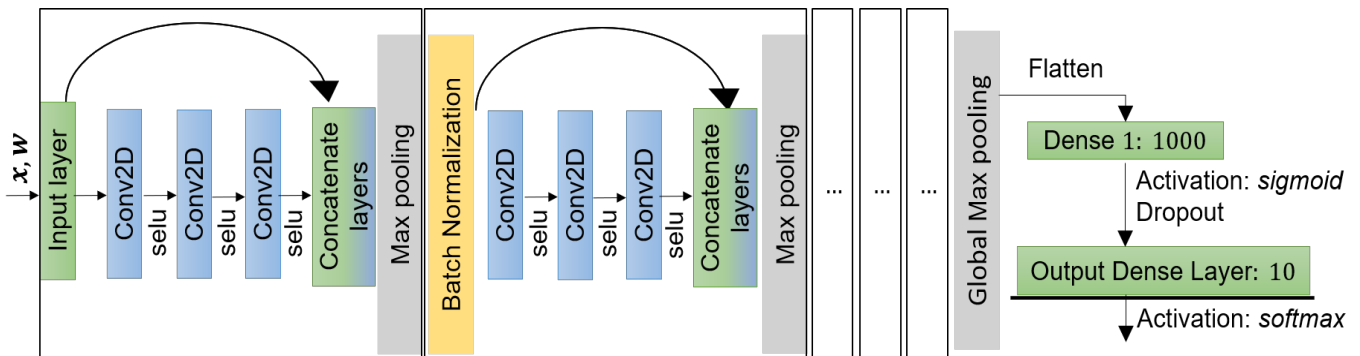 x, w
Input layer
Conv2D
selu
Conv2D
selu
Conv2D
selu
Concatenate
layers
Max pooling
Batch Normalization
Conv2D
selu
Conv2D
selu
Conv2D
selu
Concatenate
layers
Max pooling
...
...
...
Global Max pooling
Flatten
Dense 1: 1000
Activation: sigmoid
Dropout
Output Dense Layer: 10
Activation: softmax